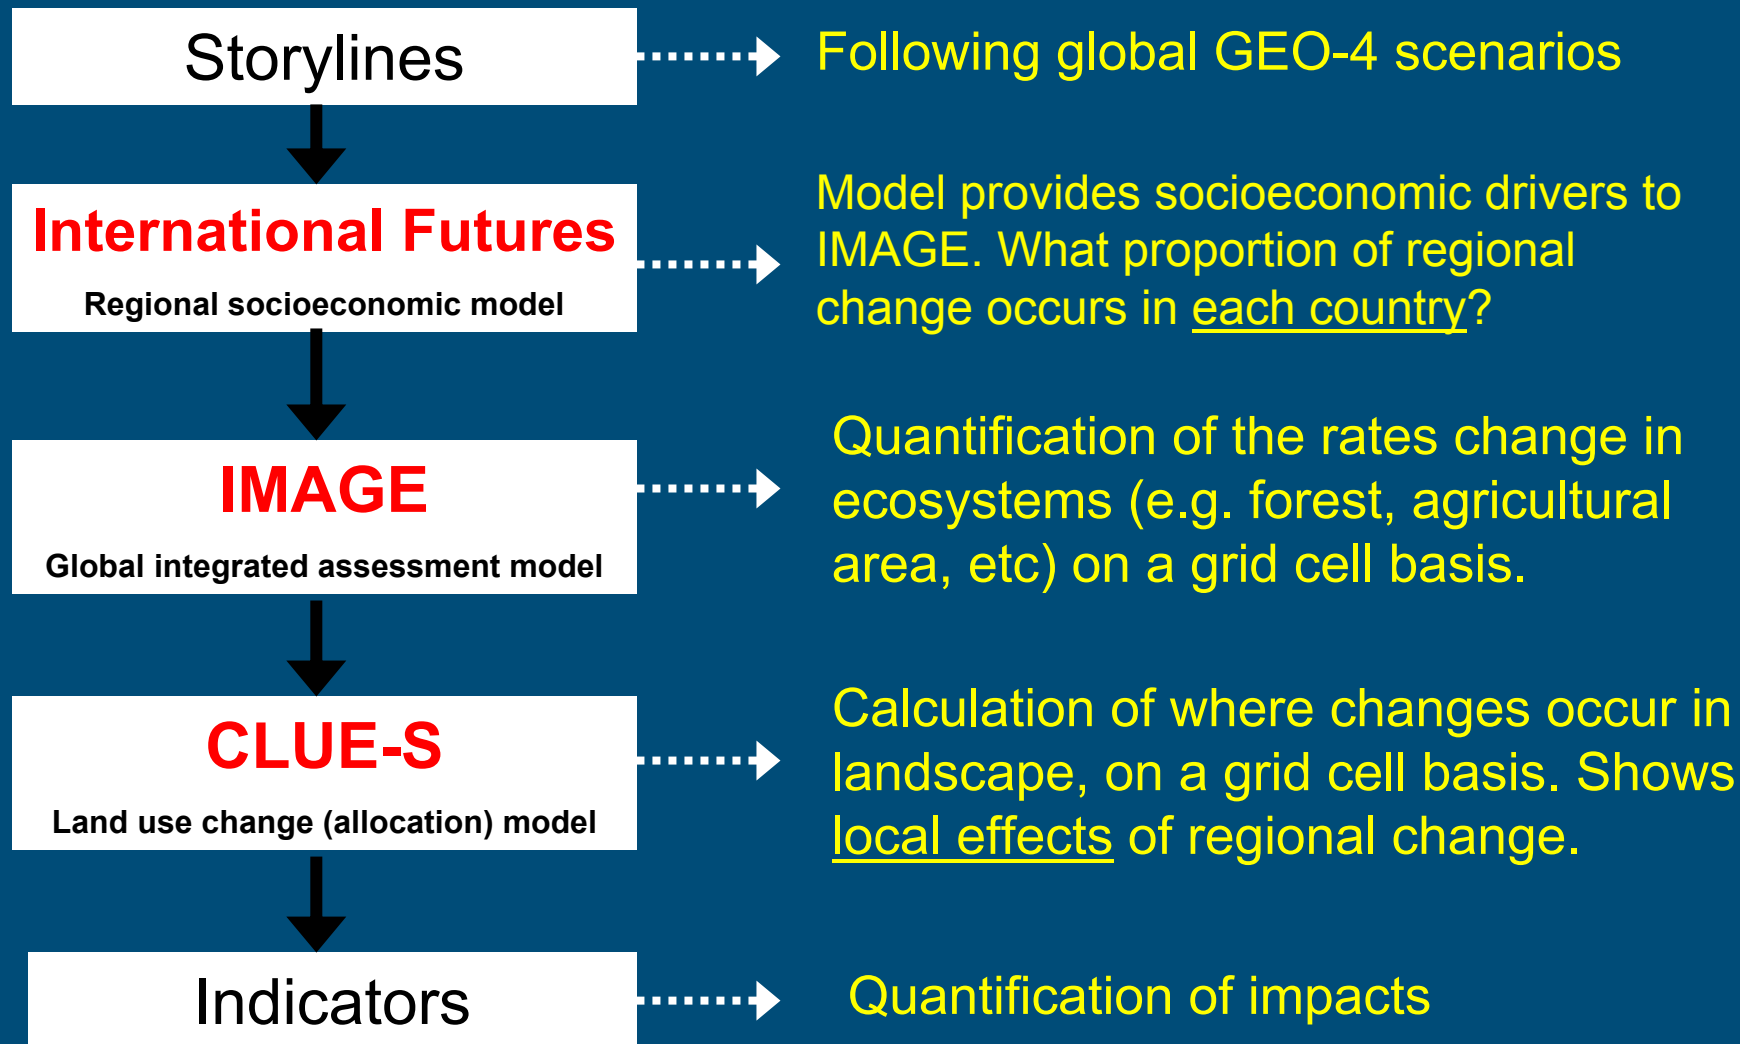 Storylines
Following global GEO-4 scenarios
International Futures
Regional socioeconomic model
Model provides socioeconomic drivers to
IMAGE. What proportion of regional
change occurs in each country?
IMAGE
Global integrated assessment model
Quantification of the rates change in
ecosystems (e.g. forest, agricultural
area, etc) on a grid cell basis.
CLUE-S
Land use change (allocation) model
Calculation of where changes occur in
landscape, on a grid cell basis. Shows
local effects of regional change.
Indicators
Quantification of impacts